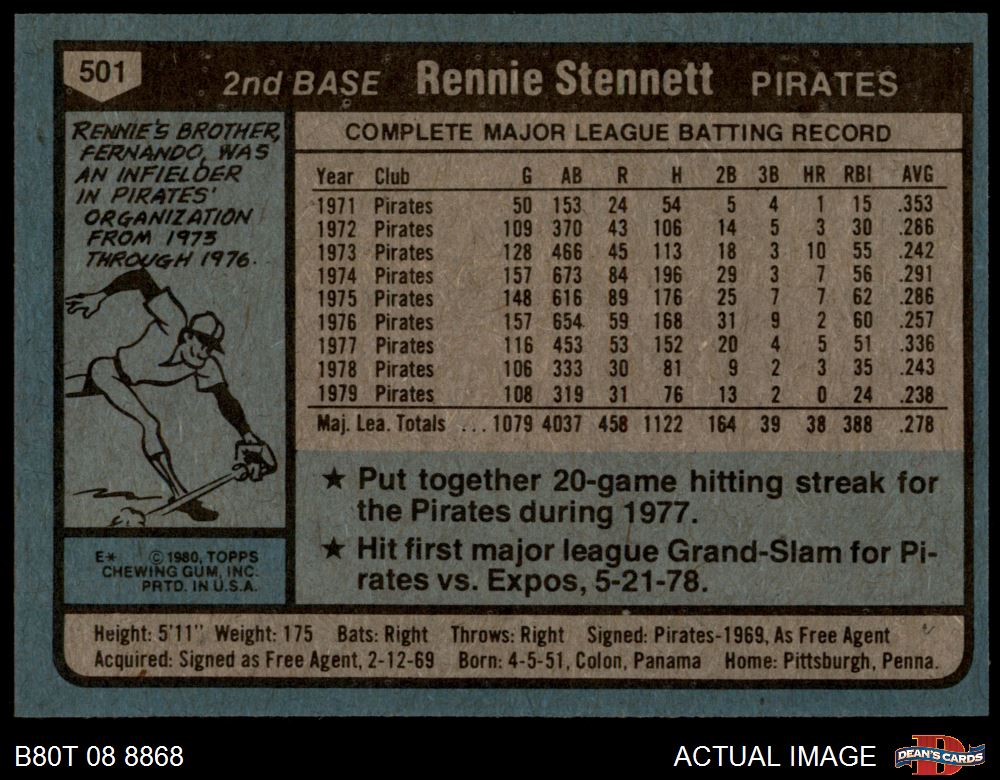 501 2nd BASE Rennie Stennett PIRATES
RENNIE'S BROTHER,
FERNANDO, WAS
AN INFIELDER
IN PIRATES'
ORGANIZATION
FROM 1973
THROUGH 1976.
E* © 1980, TOPPS
CHEWING GUM, INC.
PRTD. IN U.S.A.
COMPLETE MAJOR LEAGUE BATTING RECORD
Year Club G AB R H 2B 3B HR RBI AVG
1971 Pirates 50 153 24 54 5 4 1 15 .353
1972 Pirates 109 370 43 106 14 5 3 30 .286
1973 Pirates 128 466 45 113 18 3 10 55 .242
1974 Pirates 157 673 84 196 29 3 7 56 .291
1975 Pirates 148 616 89 176 25 7 7 62 .286
1976 Pirates 157 654 59 168 31 9 2 60 .257
1977 Pirates 116 453 53 152 20 4 5 51 .336
1978 Pirates 106 333 30 81 9 2 3 35 .243
1979 Pirates 108 319 31 76 13 2 0 24 .238
Maj. Lea. Totals ... 1079 4037 458 1122 164 39 38 388 .278
★ Put together 20-game hitting streak for
the Pirates during 1977.
★ Hit first major league Grand-Slam for Pi-
rates vs. Expos, 5-21-78.
Height: 5'11" Weight: 175 Bats: Right Throws: Right Signed: Pirates-1969, As Free Agent
Acquired: Signed as Free Agent, 2-12-69 Born: 4-5-51, Colon, Panama Home: Pittsburgh, Penna.
B80T 08 8868 ACTUAL IMAGE DEAN'S CARDS